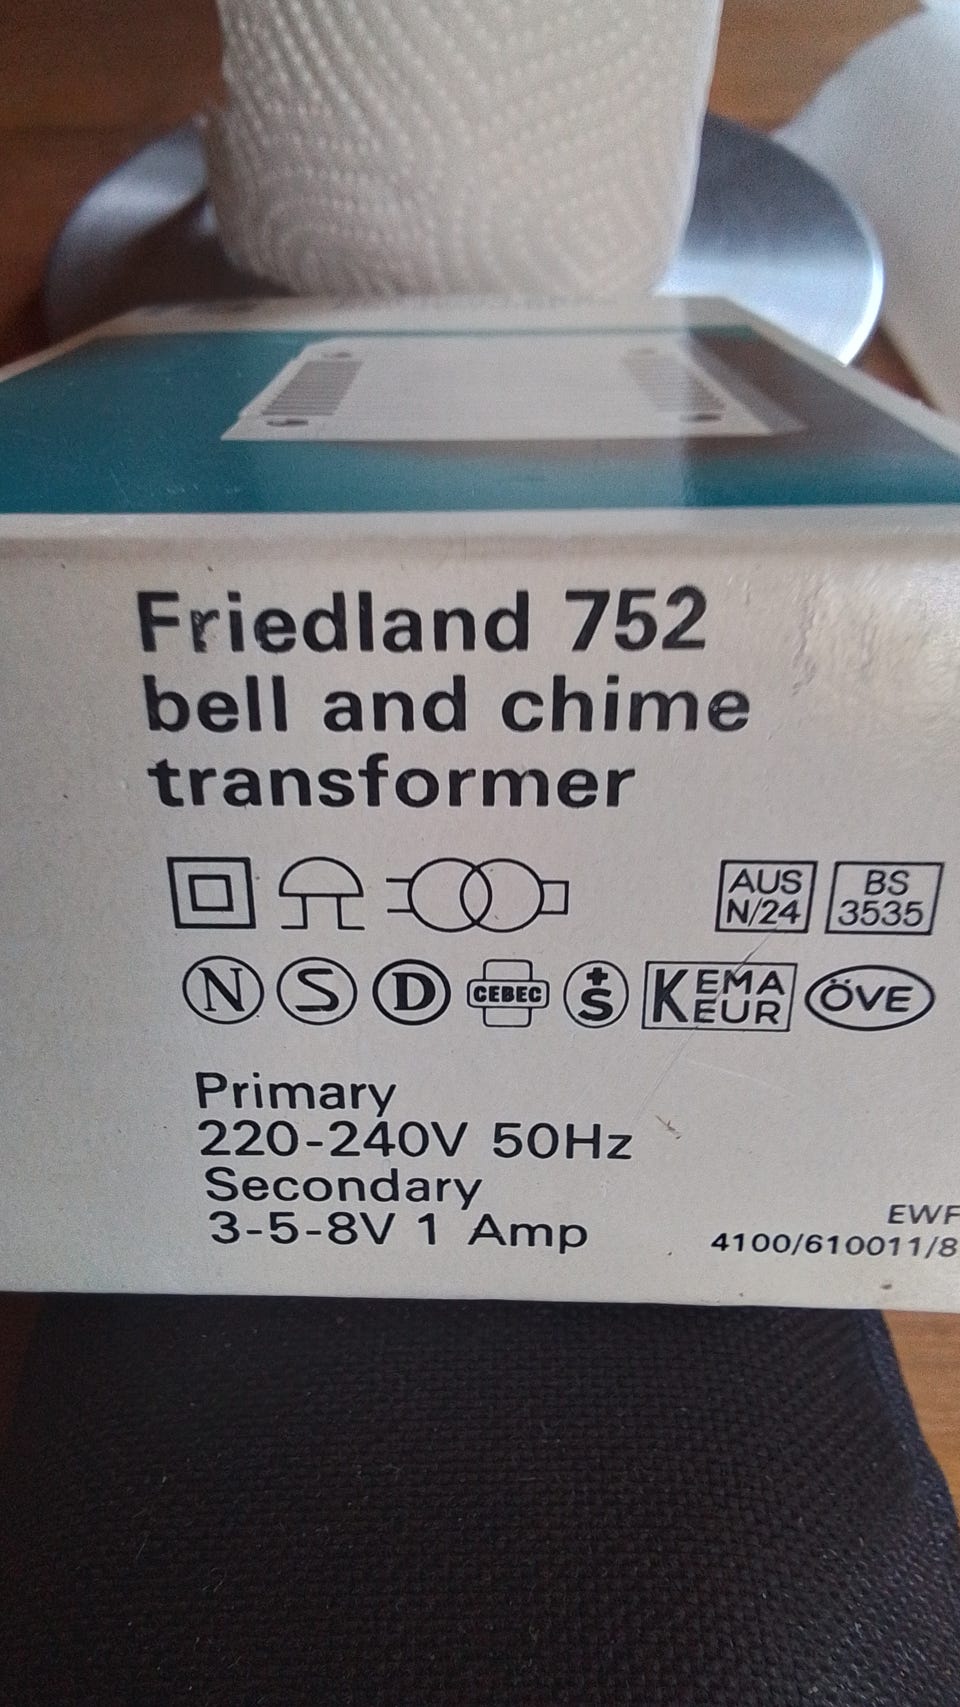 Friedland 752
bell and chime
transformer
AUS
N/24
BS
3535
N S D CEBEC +S KEMA EUR ÖVE
Primary
220-240V 50Hz
Secondary
3-5-8V 1 Amp
EWF
4100/610011/8